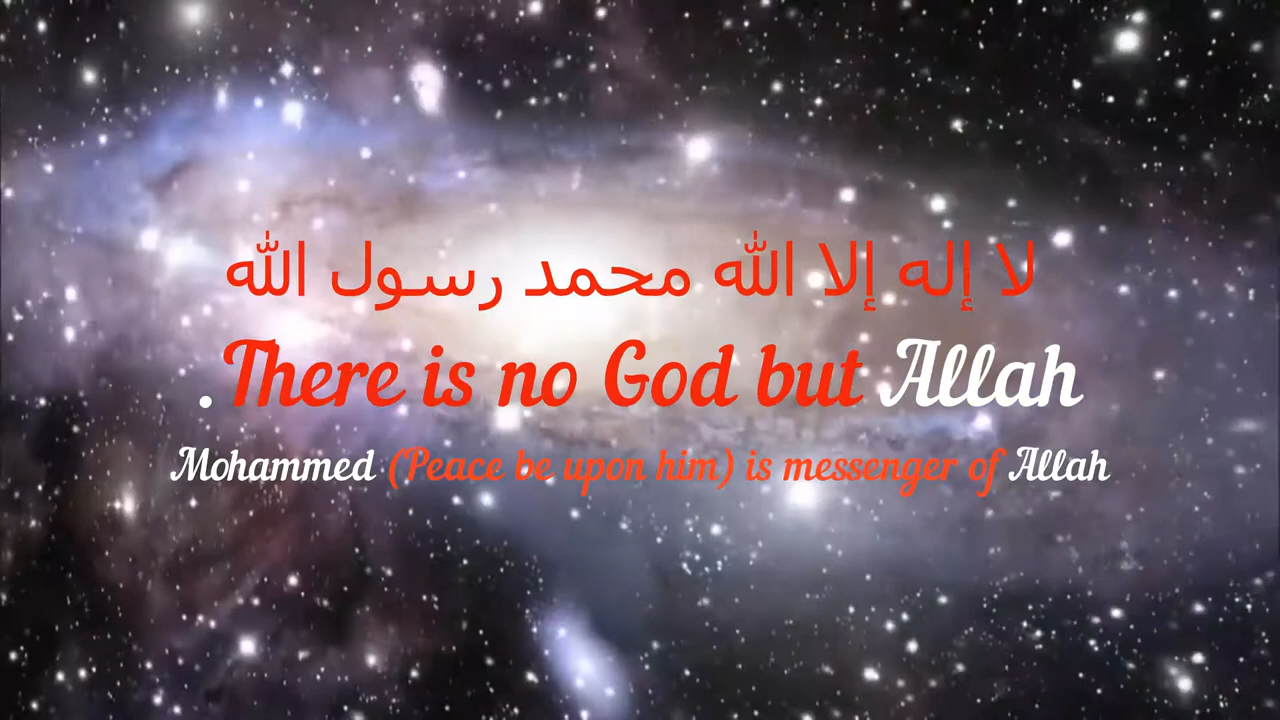 لا إله إلا الله محمد رسول الله
.There is no God but Allah
Mohammed (Peace be upon him) is messenger of Allah